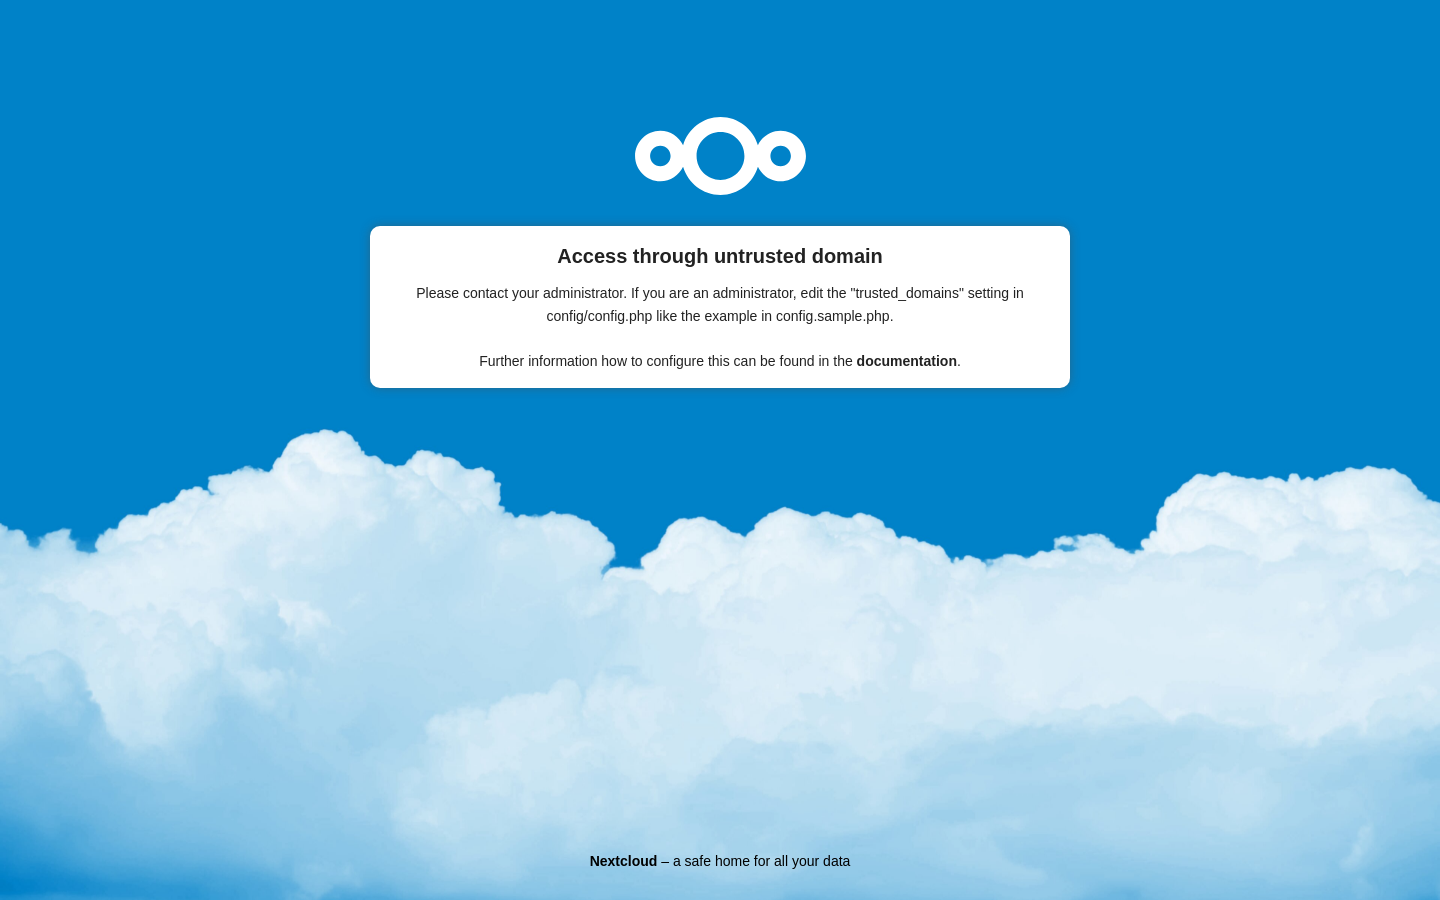 Access through untrusted domain
Please contact your administrator. If you are an administrator, edit the "trusted_domains" setting in
config/config.php like the example in config.sample.php.
Further information how to configure this can be found in the documentation.
Nextcloud – a safe home for all your data